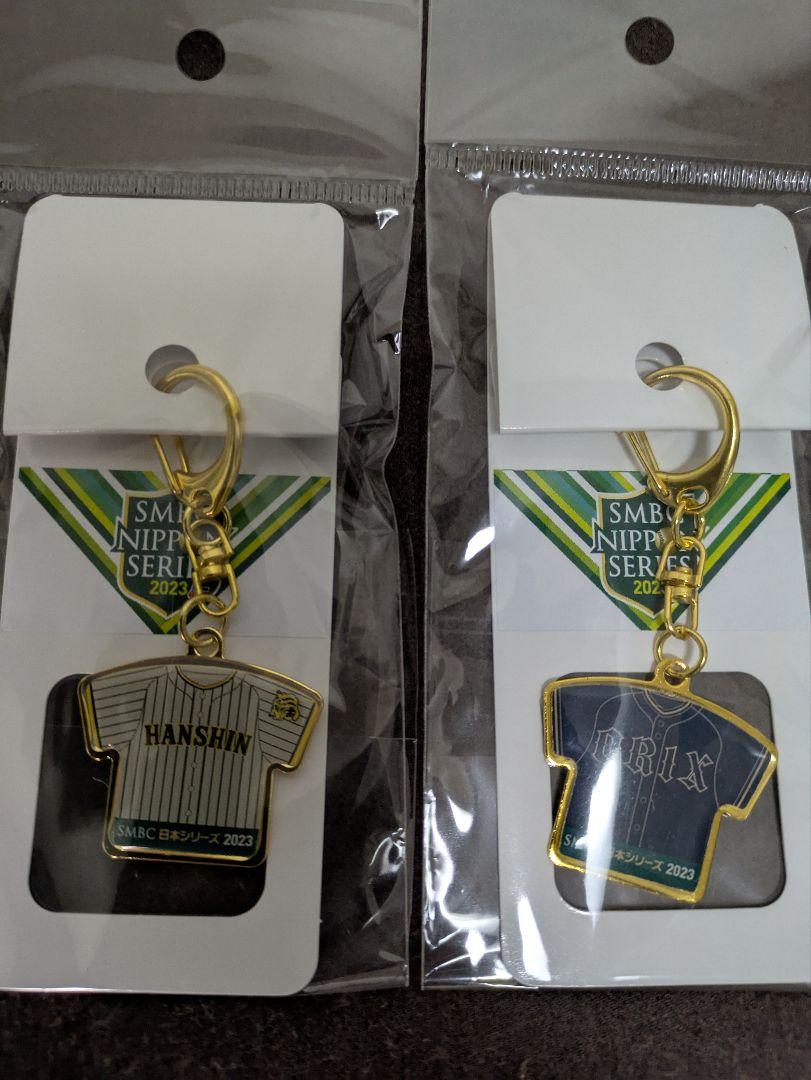 SMBC
NIPPON
SERIES
2023
HANSHIN
SMBC 日本シリーズ 2023
SMBC
NIPPON
SERIES
2023
ORIX
SMBC 日本シリーズ 2023